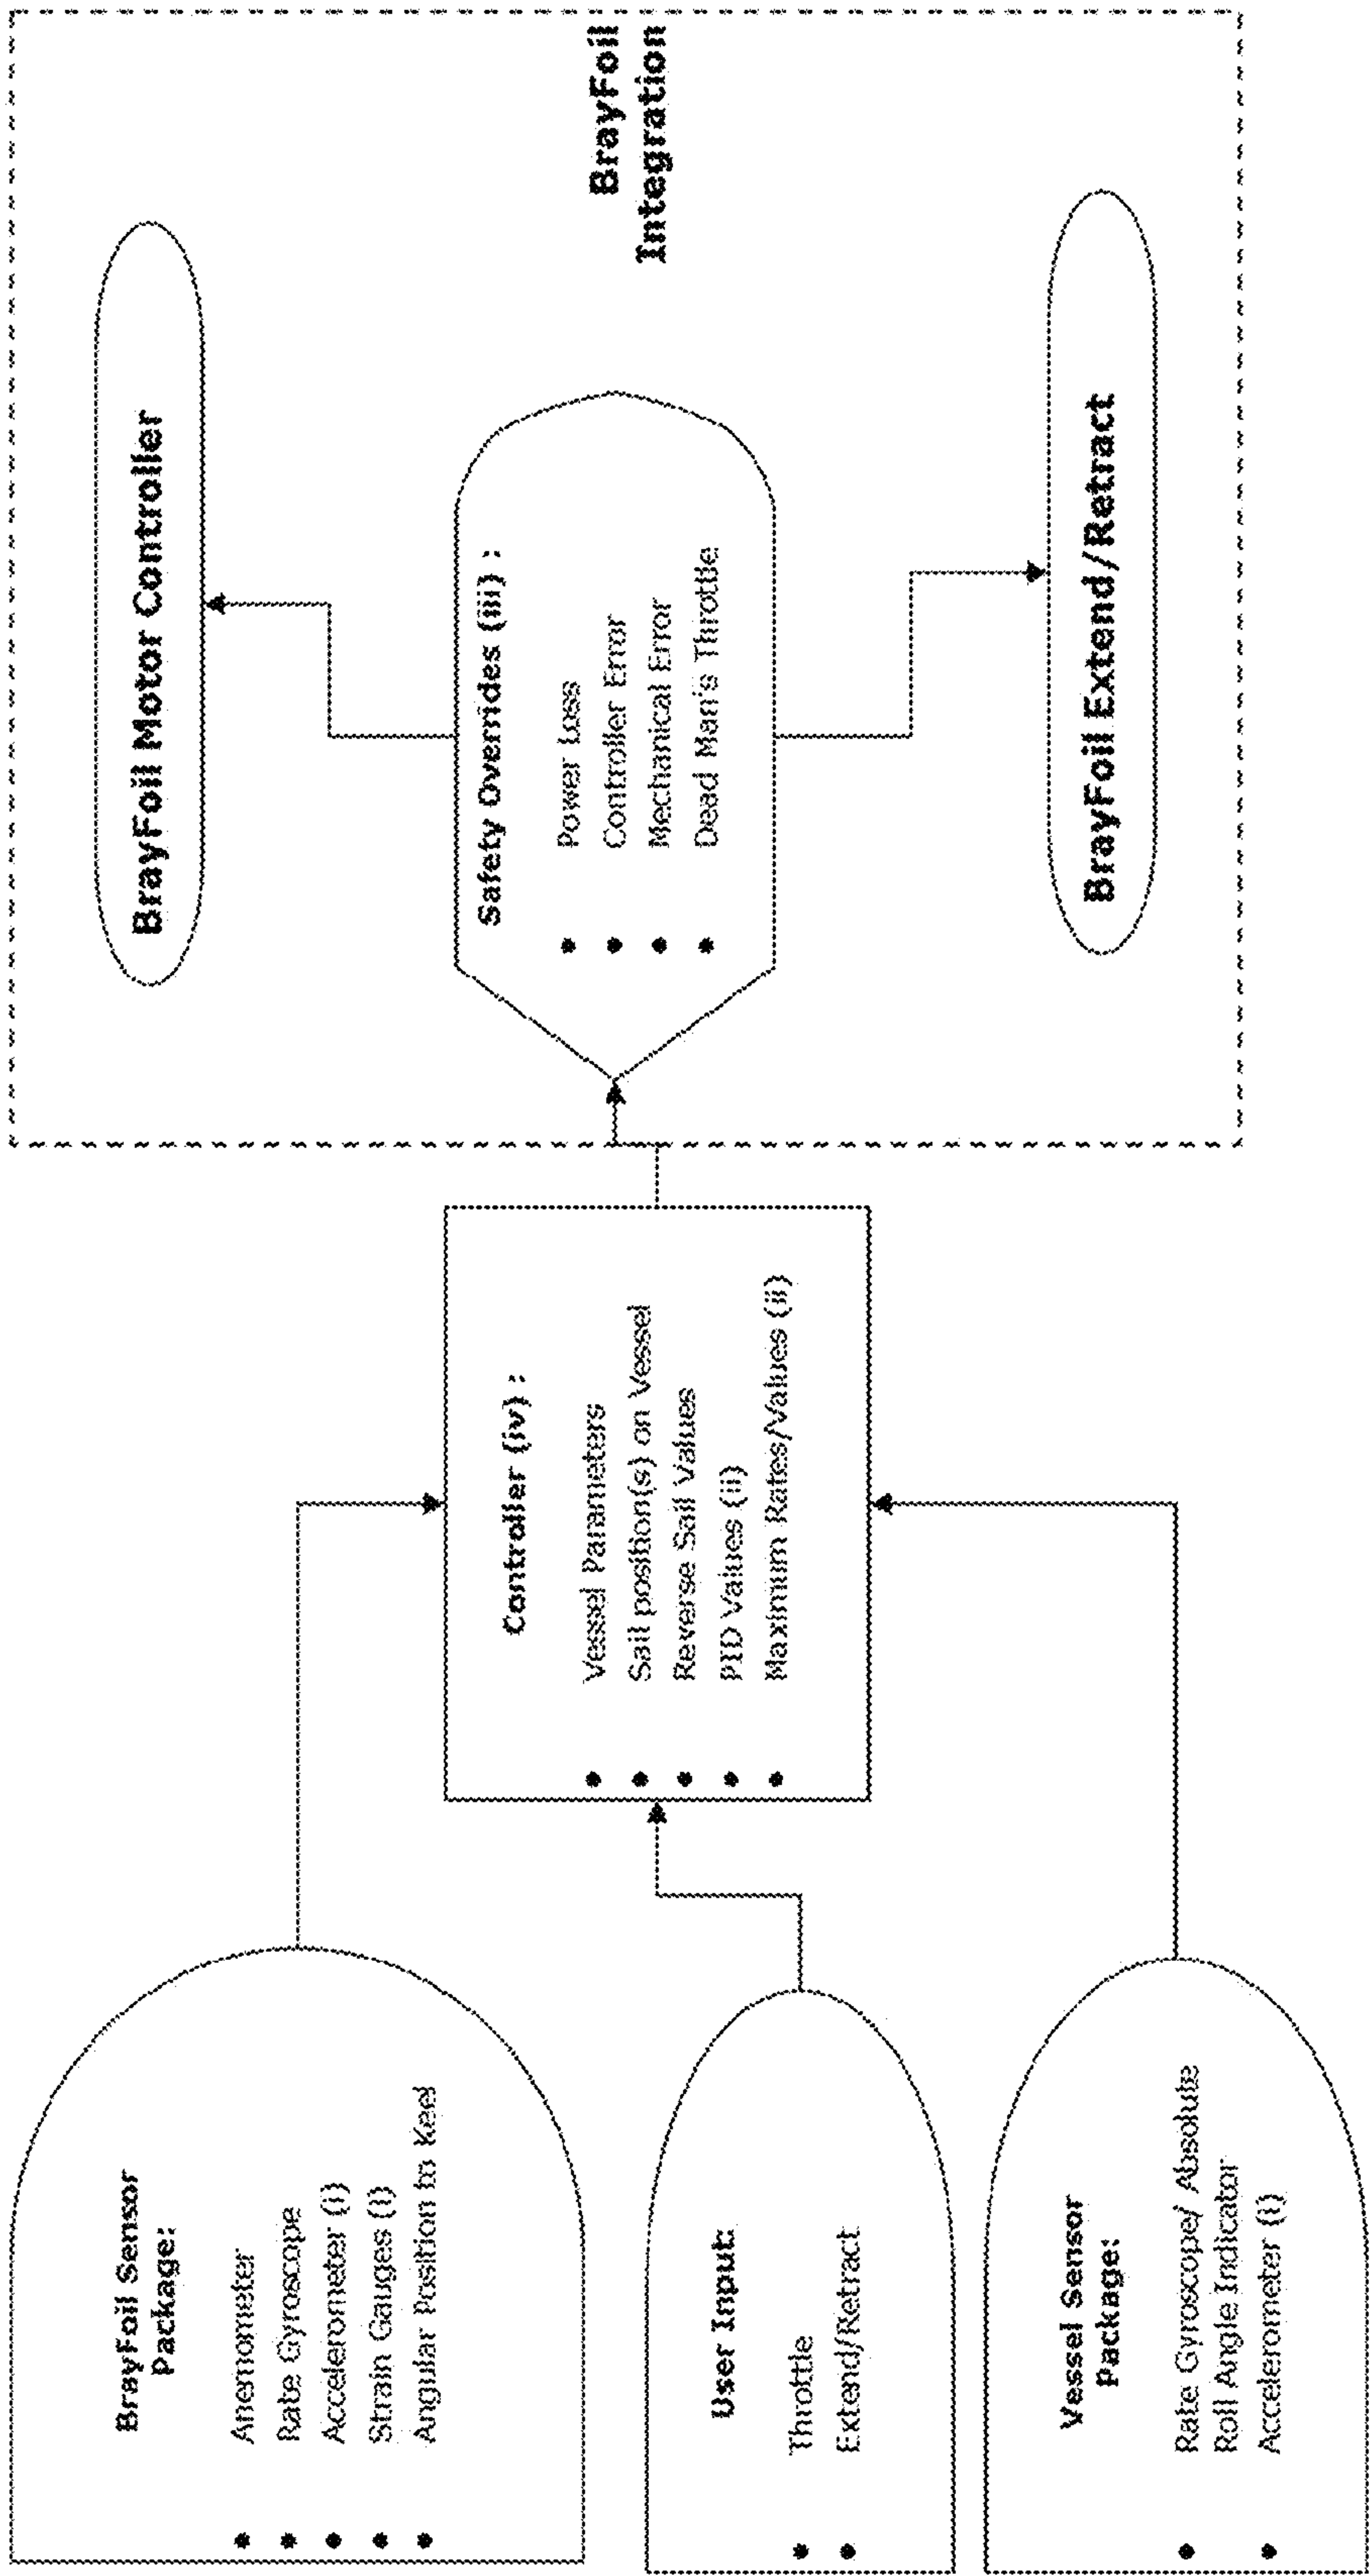 BrayFoil Sensor
Package:
• Anemometer
• Rate Gyroscope
• Accelerometer (i)
• Strain Gauges (i)
• Angular Position to Keel
User Input:
• Throttle
• Extend/Retract
Vessel Sensor
Package:
• Rate Gyroscope/ Absolute
Roll Angle Indicator
• Accelerometer (i)
Controller (iv) :
• Vessel Parameters
• Sail position(s) on Vessel
• Reverse Sail Values
• PID Values (ii)
• Maximum Rates/Values (ii)
BrayFoil Motor Controller
Safety Overrides (iii) :
• Power Loss
• Controller Error
• Mechanical Error
• Dead Man's Throttle
BrayFoil Extend/Retract
BrayFoil
Integration